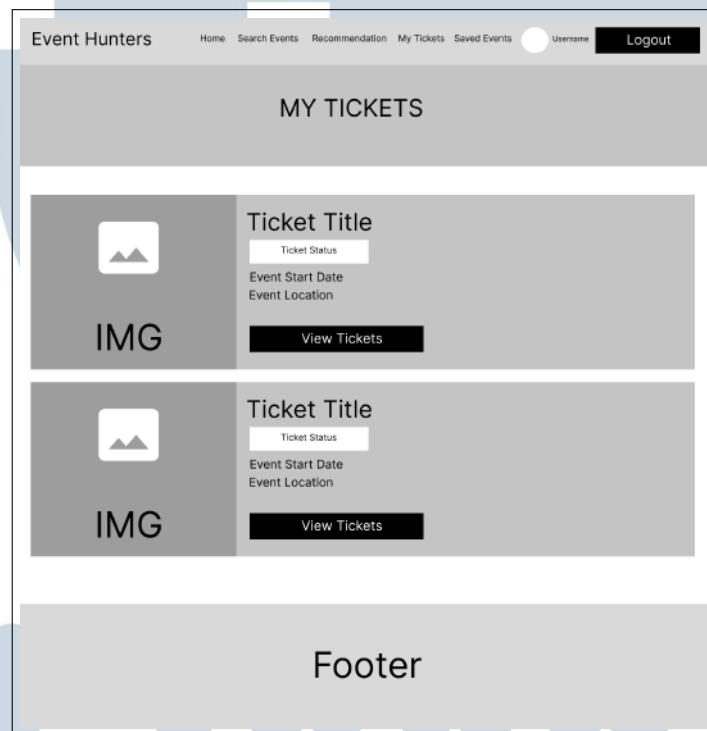 Event Hunters Home Search Events Recommendation My Tickets Saved Events Username Logout
MY TICKETS
Ticket Title
Ticket Status
Event Start Date
Event Location
IMG
View Tickets
Ticket Title
Ticket Status
Event Start Date
Event Location
IMG
View Tickets
Footer